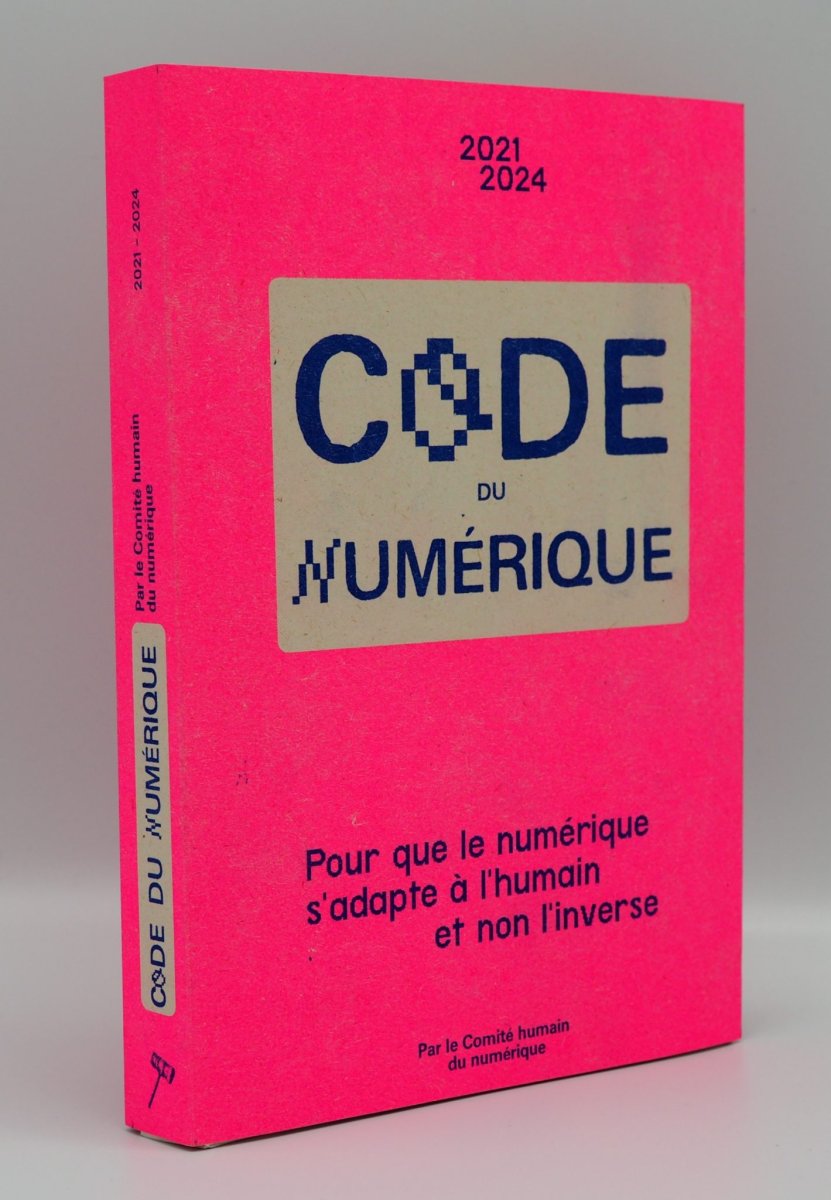 2021
2024
CODE
DU
NUMÉRIQUE
Pour que le numérique
s'adapte à l'humain
et non l'inverse
Par le Comité humain
du numérique
2021 - 2024
Par le Comité humain
du numérique
CODE DU NUMÉRIQUE